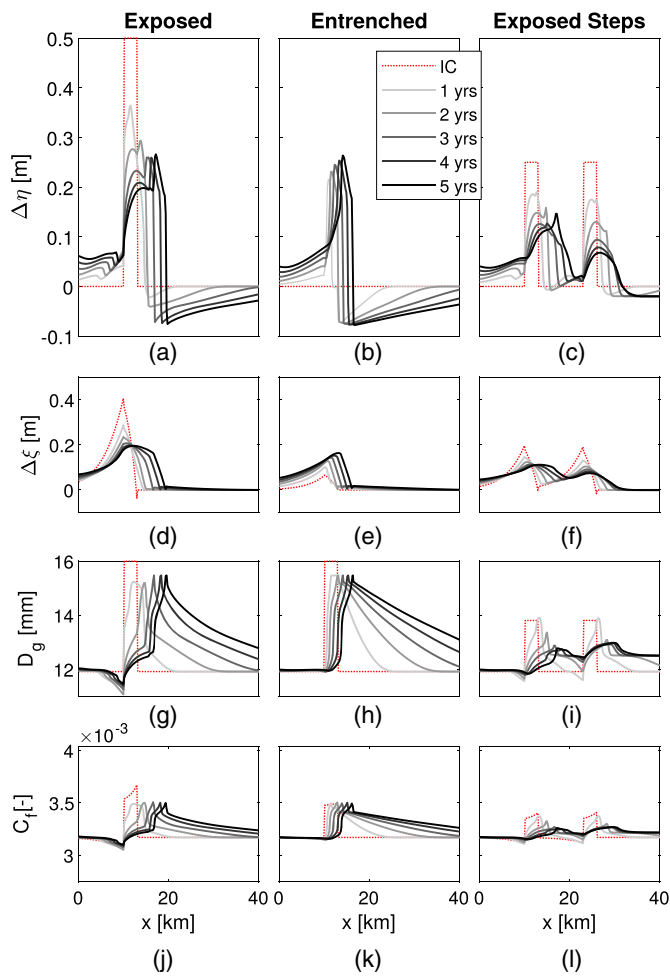 Exposed Entrenched Exposed Steps
0.5
0.4
0.3
0.2
0.1
0
-0.1
Δη [m]
IC
1 yrs
2 yrs
3 yrs
4 yrs
5 yrs
(a) (b) (c)
0.4
0.2
0
Δξ [m]
(d) (e) (f)
16
14
12
D_g [mm]
(g) (h) (i)
×10⁻³
4
3.5
3
C_f[-]
0 20 40 0 20 40 0 20 40
x [km] x [km] x [km]
(j) (k) (l)